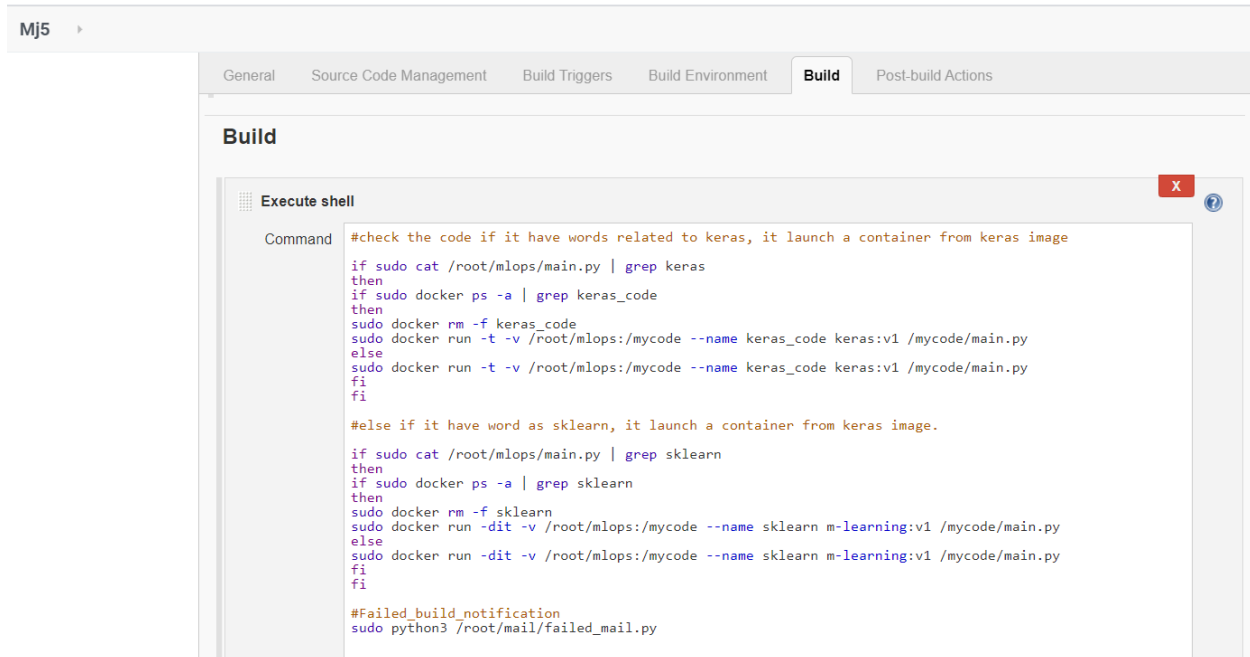 Mj5
General Source Code Management Build Triggers Build Environment Build Post-build Actions
Build
X
Execute shell
?
Command
#check the code if it have words related to keras, it launch a container from keras image
if sudo cat /root/mlops/main.py | grep keras
then
if sudo docker ps -a | grep keras_code
then
sudo docker rm -f keras_code
sudo docker run -t -v /root/mlops:/mycode --name keras_code keras:v1 /mycode/main.py
else
sudo docker run -t -v /root/mlops:/mycode --name keras_code keras:v1 /mycode/main.py
fi
fi
#else if it have word as sklearn, it launch a container from keras image.
if sudo cat /root/mlops/main.py | grep sklearn
then
if sudo docker ps -a | grep sklearn
then
sudo docker rm -f sklearn
sudo docker run -dit -v /root/mlops:/mycode --name sklearn m-learning:v1 /mycode/main.py
else
sudo docker run -dit -v /root/mlops:/mycode --name sklearn m-learning:v1 /mycode/main.py
fi
fi
#Failed_build_notification
sudo python3 /root/mail/failed_mail.py